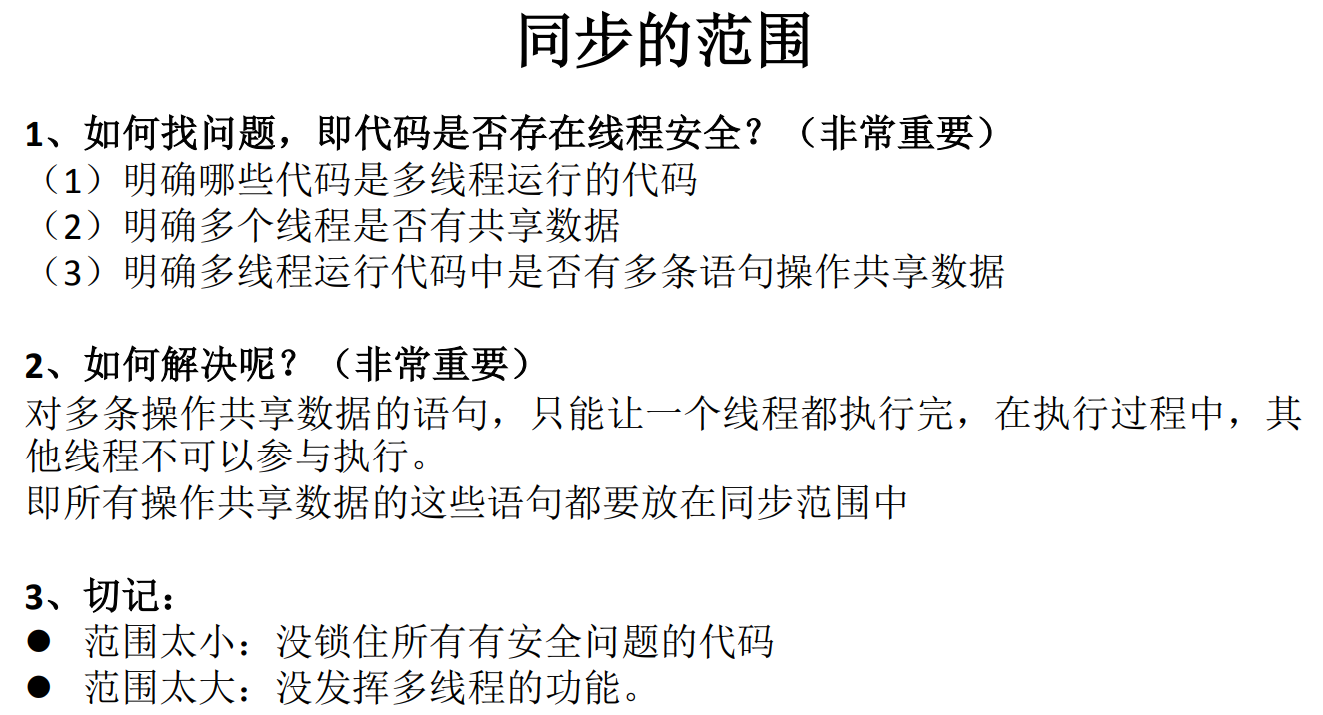 同步的范围
1、如何找问题，即代码是否存在线程安全？（非常重要）
（1）明确哪些代码是多线程运行的代码
（2）明确多个线程是否有共享数据
（3）明确多线程运行代码中是否有多条语句操作共享数据
2、如何解决呢？（非常重要）
对多条操作共享数据的语句，只能让一个线程都执行完，在执行过程中，其
他线程不可以参与执行。
即所有操作共享数据的这些语句都要放在同步范围中
3、切记：
● 范围太小：没锁住所有有安全问题的代码
● 范围太大：没发挥多线程的功能。